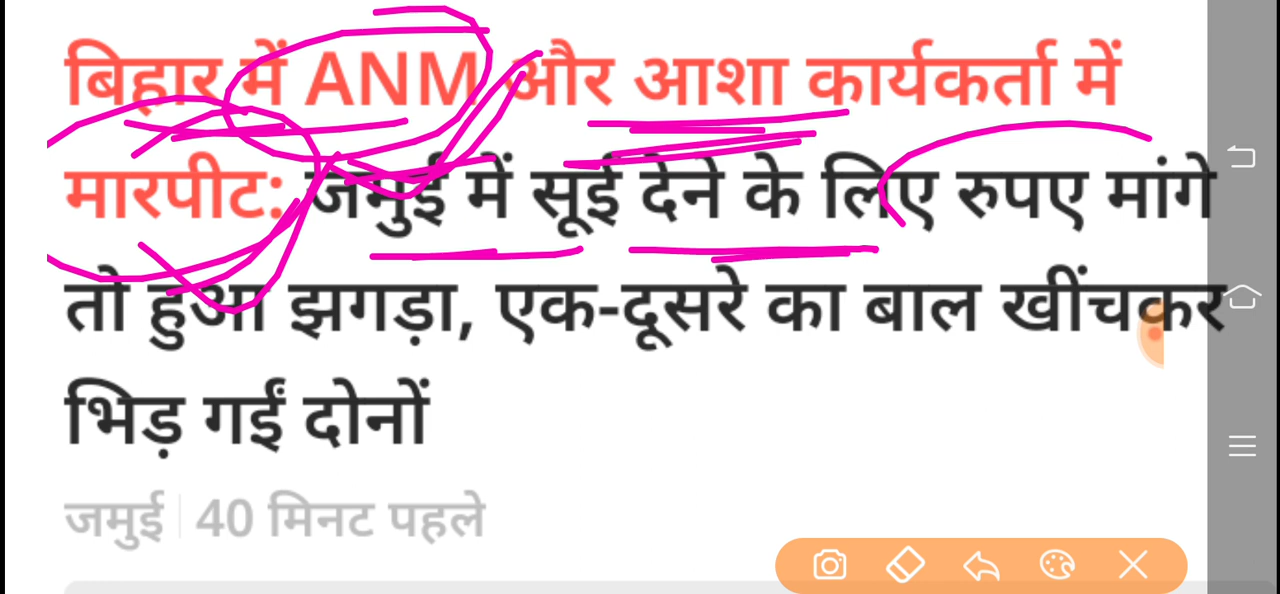 बिहार में ANM और आशा कार्यकर्ता में
मारपीट: जमुई में सूई देने के लिए रुपए मांगे
तो हुआ झगड़ा, एक-दूसरे का बाल खींचकर
भिड़ गईं दोनों
जमुई 40 मिनट पहले